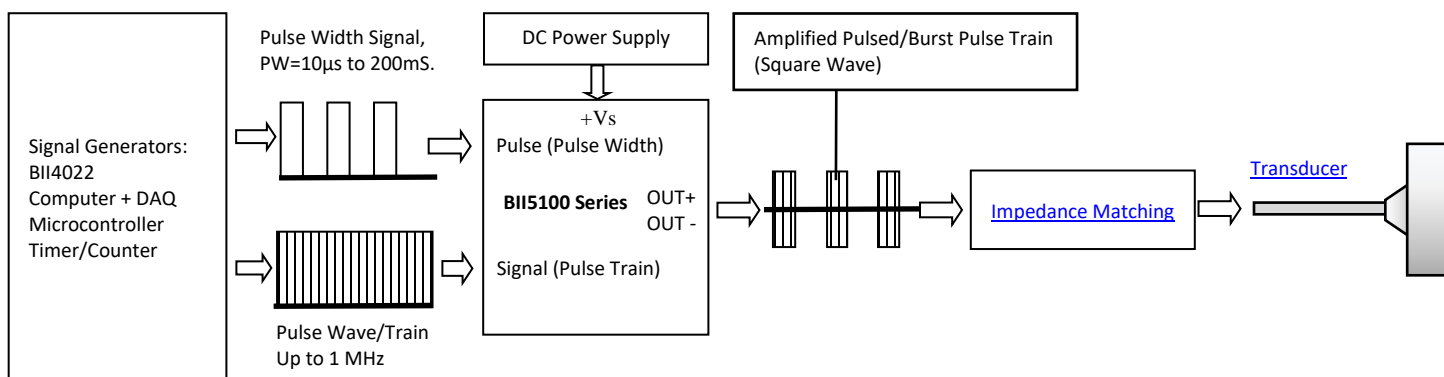 Signal Generators:
BII4022
Computer + DAQ
Microcontroller
Timer/Counter
Pulse Width Signal,
PW=10µs to 200mS.
Pulse Wave/Train
Up to 1 MHz
DC Power Supply
+Vs
Pulse (Pulse Width)
BII5100 Series
OUT+
OUT -
Signal (Pulse Train)
Amplified Pulsed/Burst Pulse Train
(Square Wave)
Impedance Matching
Transducer